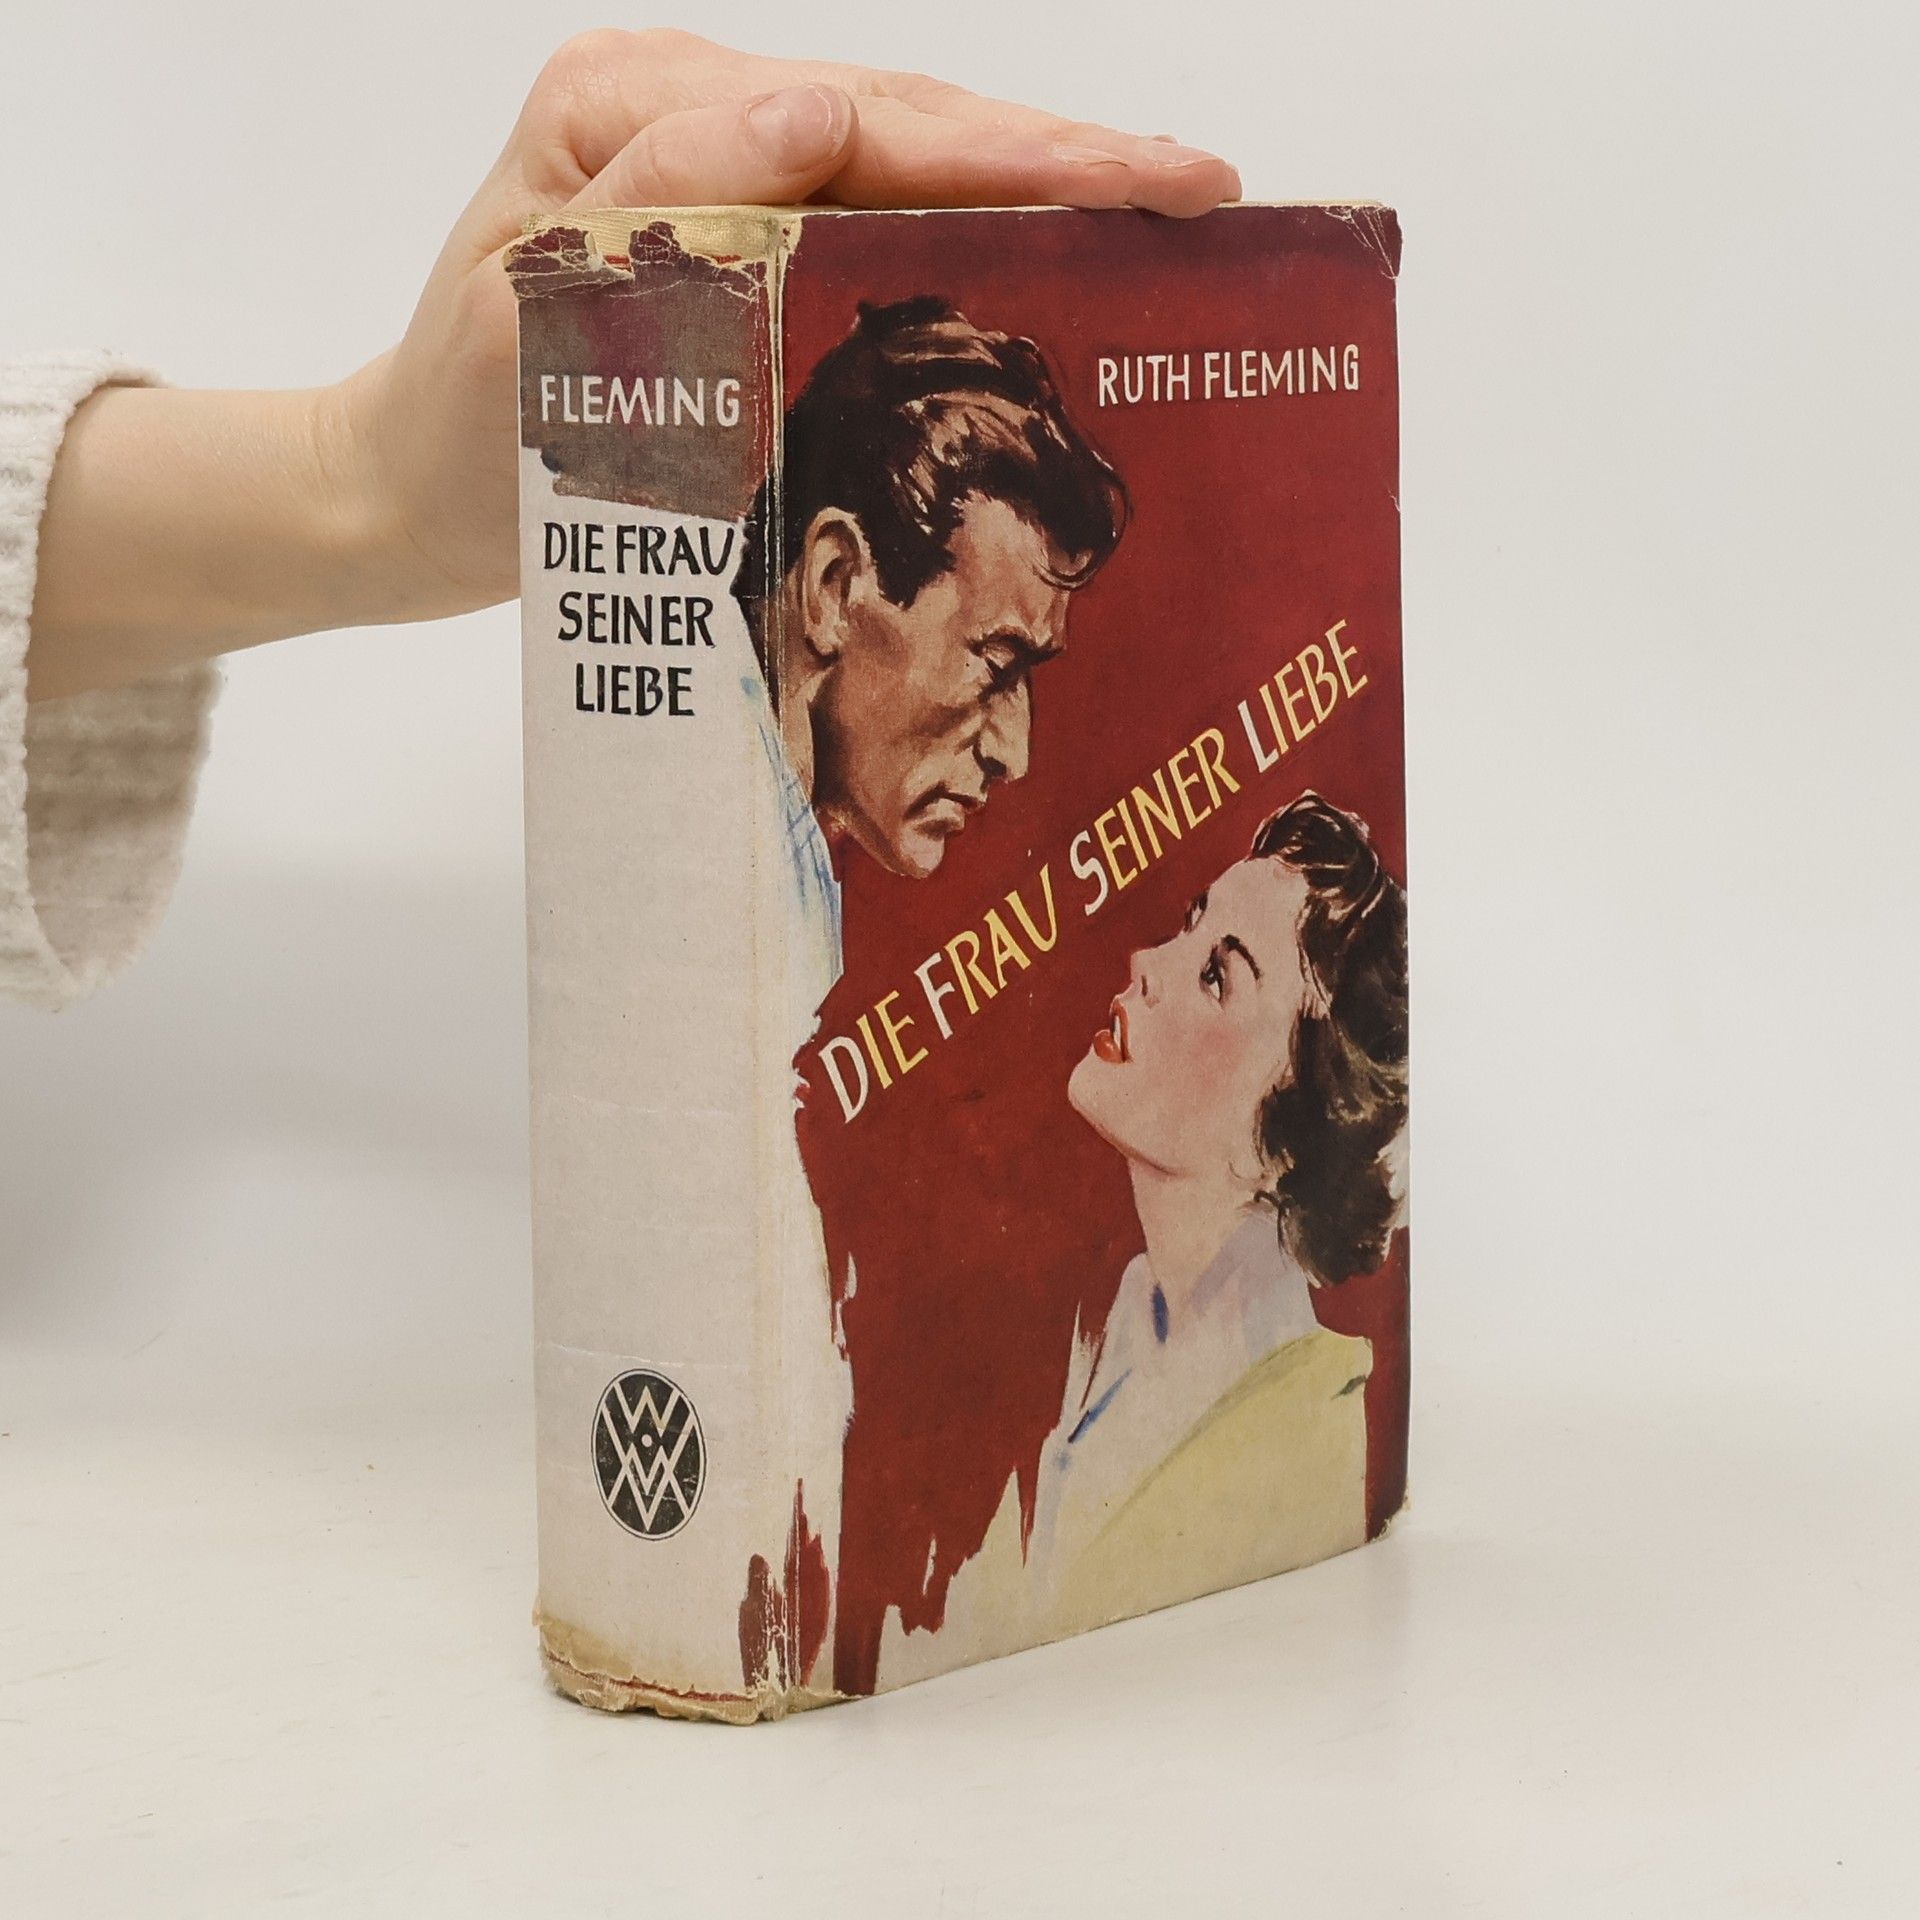 FLEMING
DIE FRAU
SEINER
LIEBE
RUTH FLEMING
DIE FRAU SEINER LIEBE